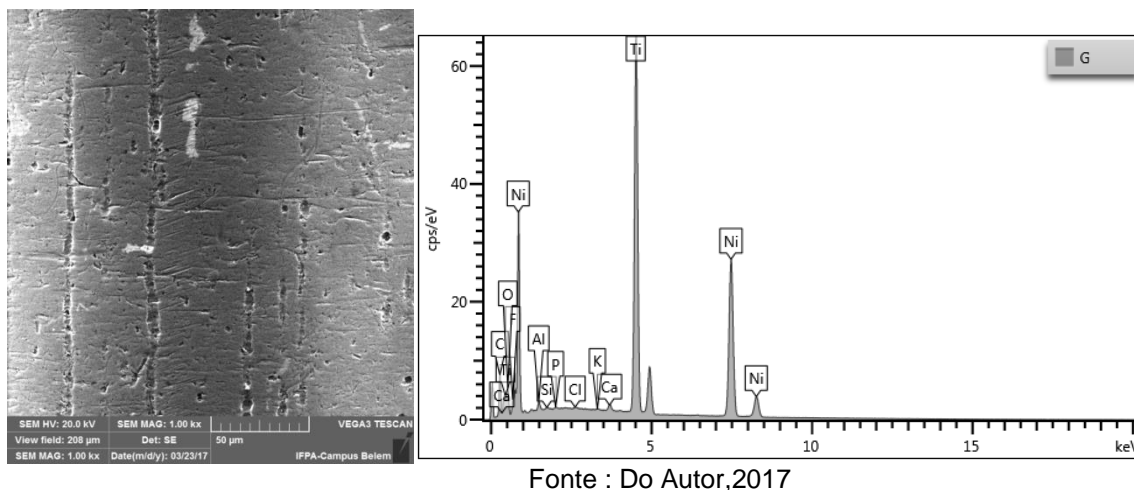 SEM HV: 20.0 kV SEM MAG: 1.00 kx VEGA3 TESCAN
View field: 208 µm Det: SE 50 µm
SEM MAG: 1.00 kx Date(m/d/y): 03/23/17 IFPA-Campus Belem
G
Ti
60
Ni
40
cps/eV
Ni
O
F
20
C
Al
P
K
Ca
Si
Cl
Ni
Ca
0
0 5 10 15 keV
Fonte : Do Autor,2017